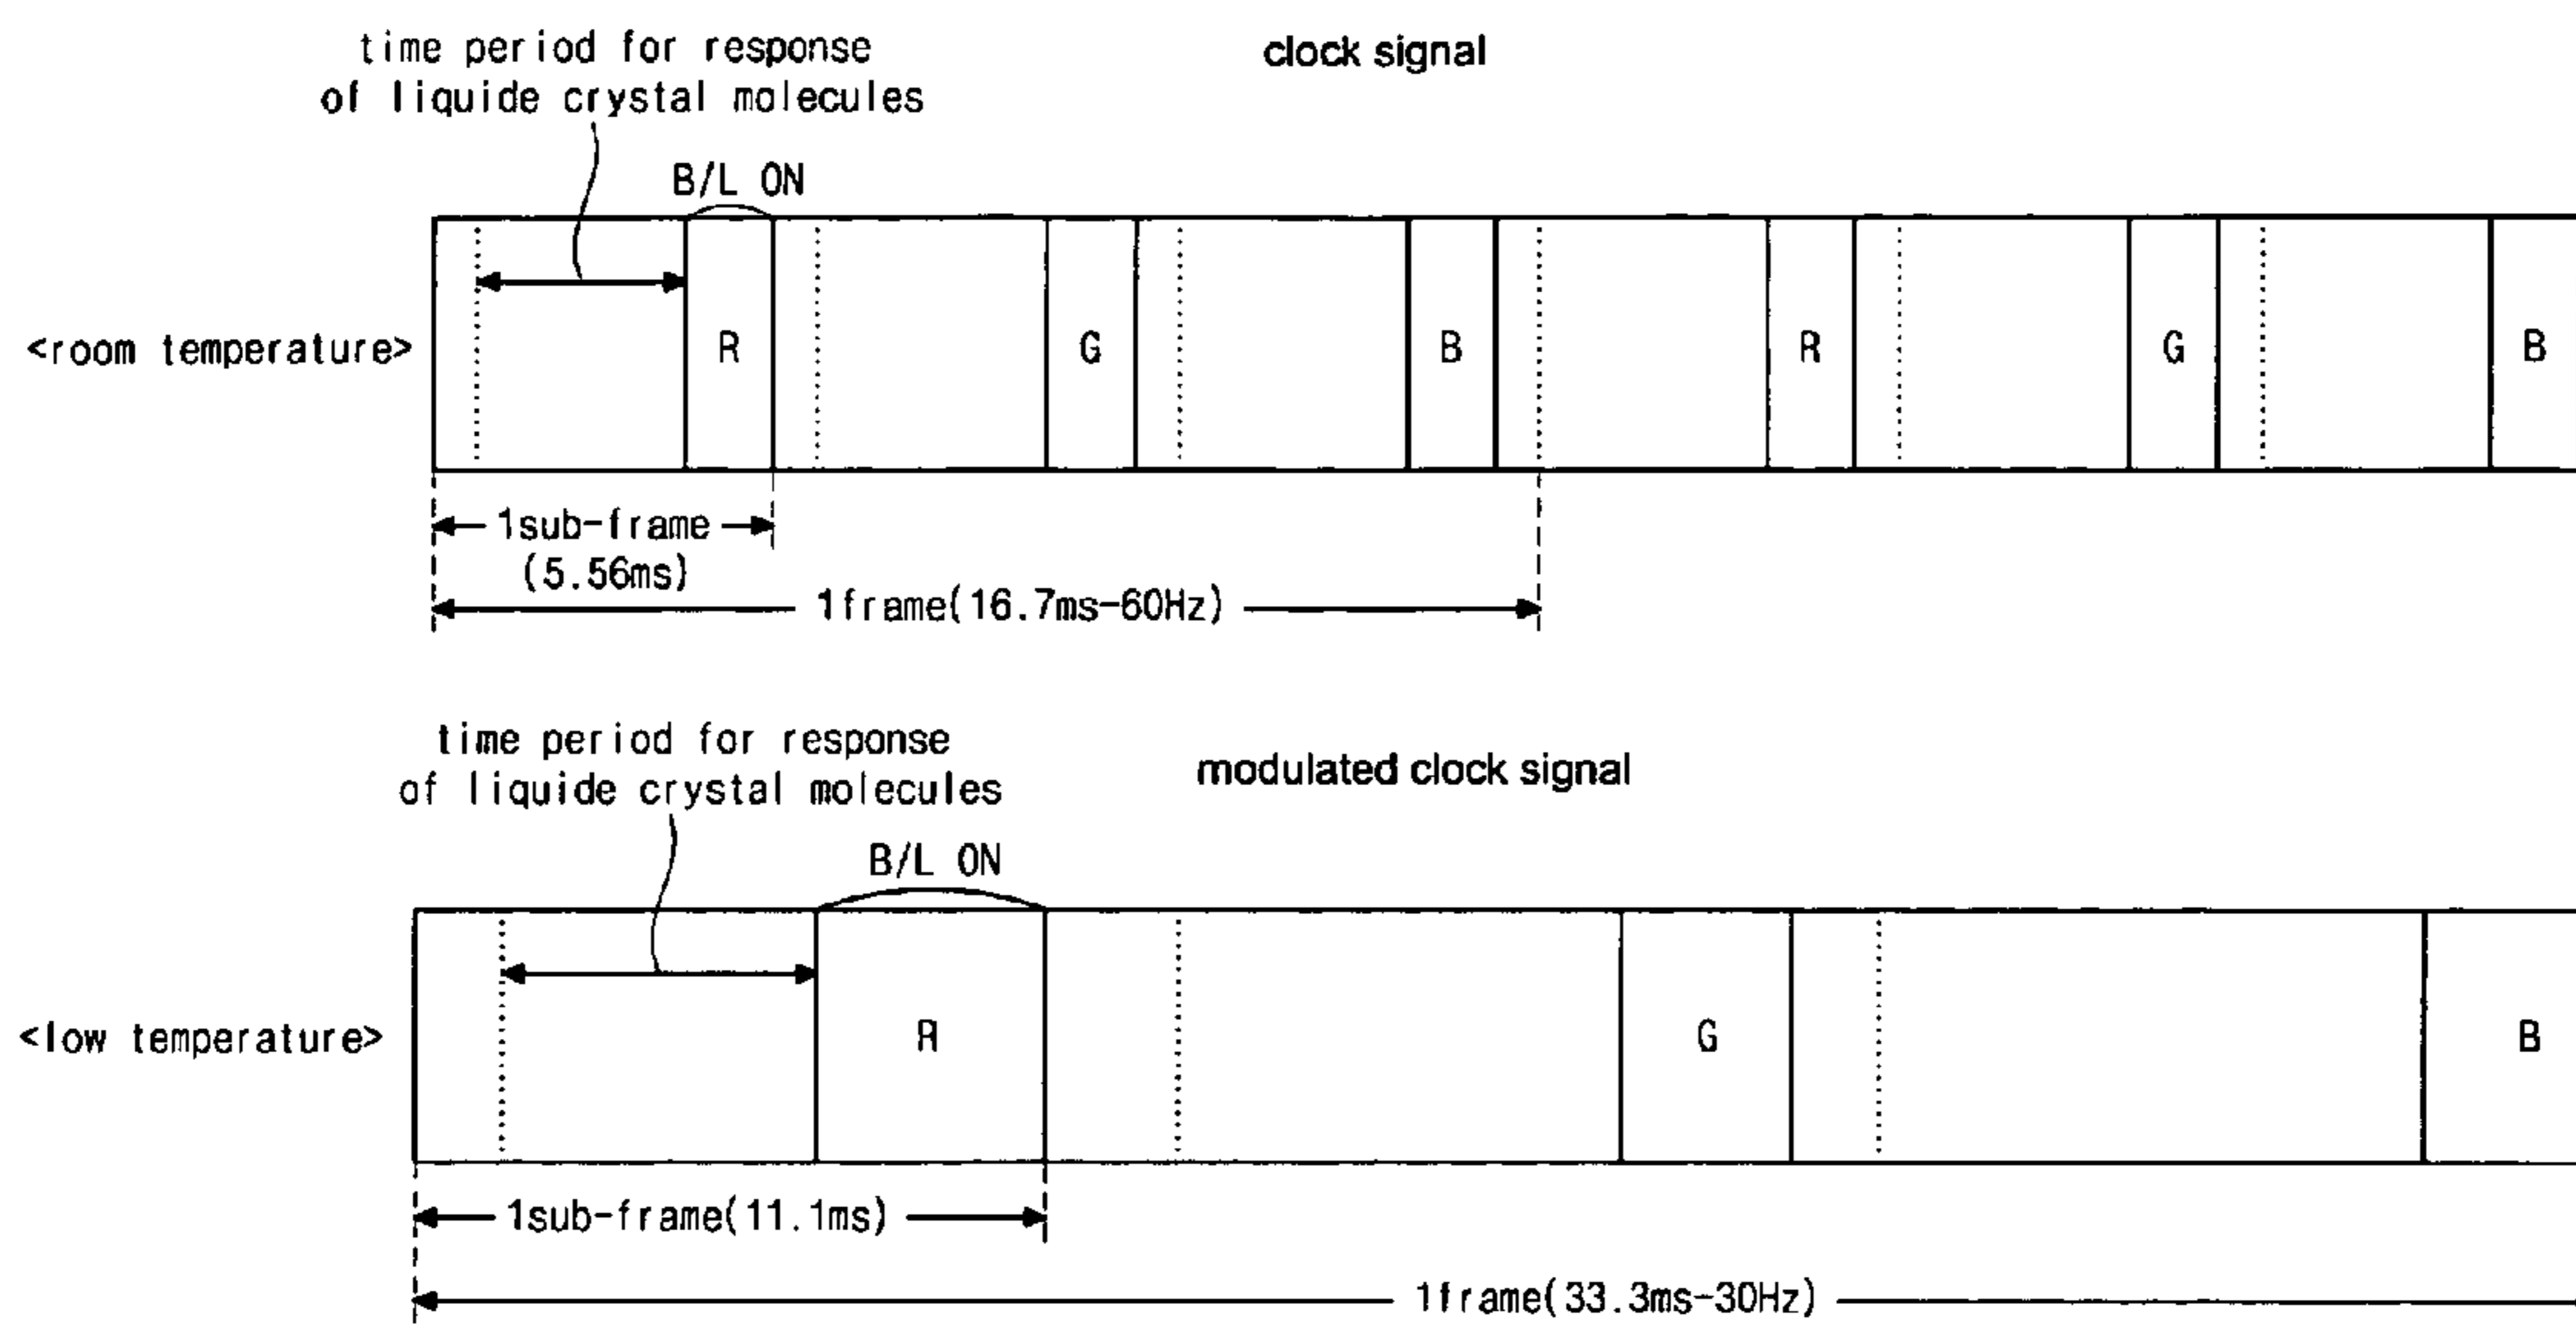 time period for response
of liquide crystal molecules
clock signal
B/L ON
<room temperature>
R
G
B
R
G
B
1sub-frame
(5.56ms)
1frame(16.7ms-60Hz)
time period for response
of liquide crystal molecules
modulated clock signal
B/L ON
<low temperature>
R
G
B
1sub-frame(11.1ms)
1frame(33.3ms-30Hz)